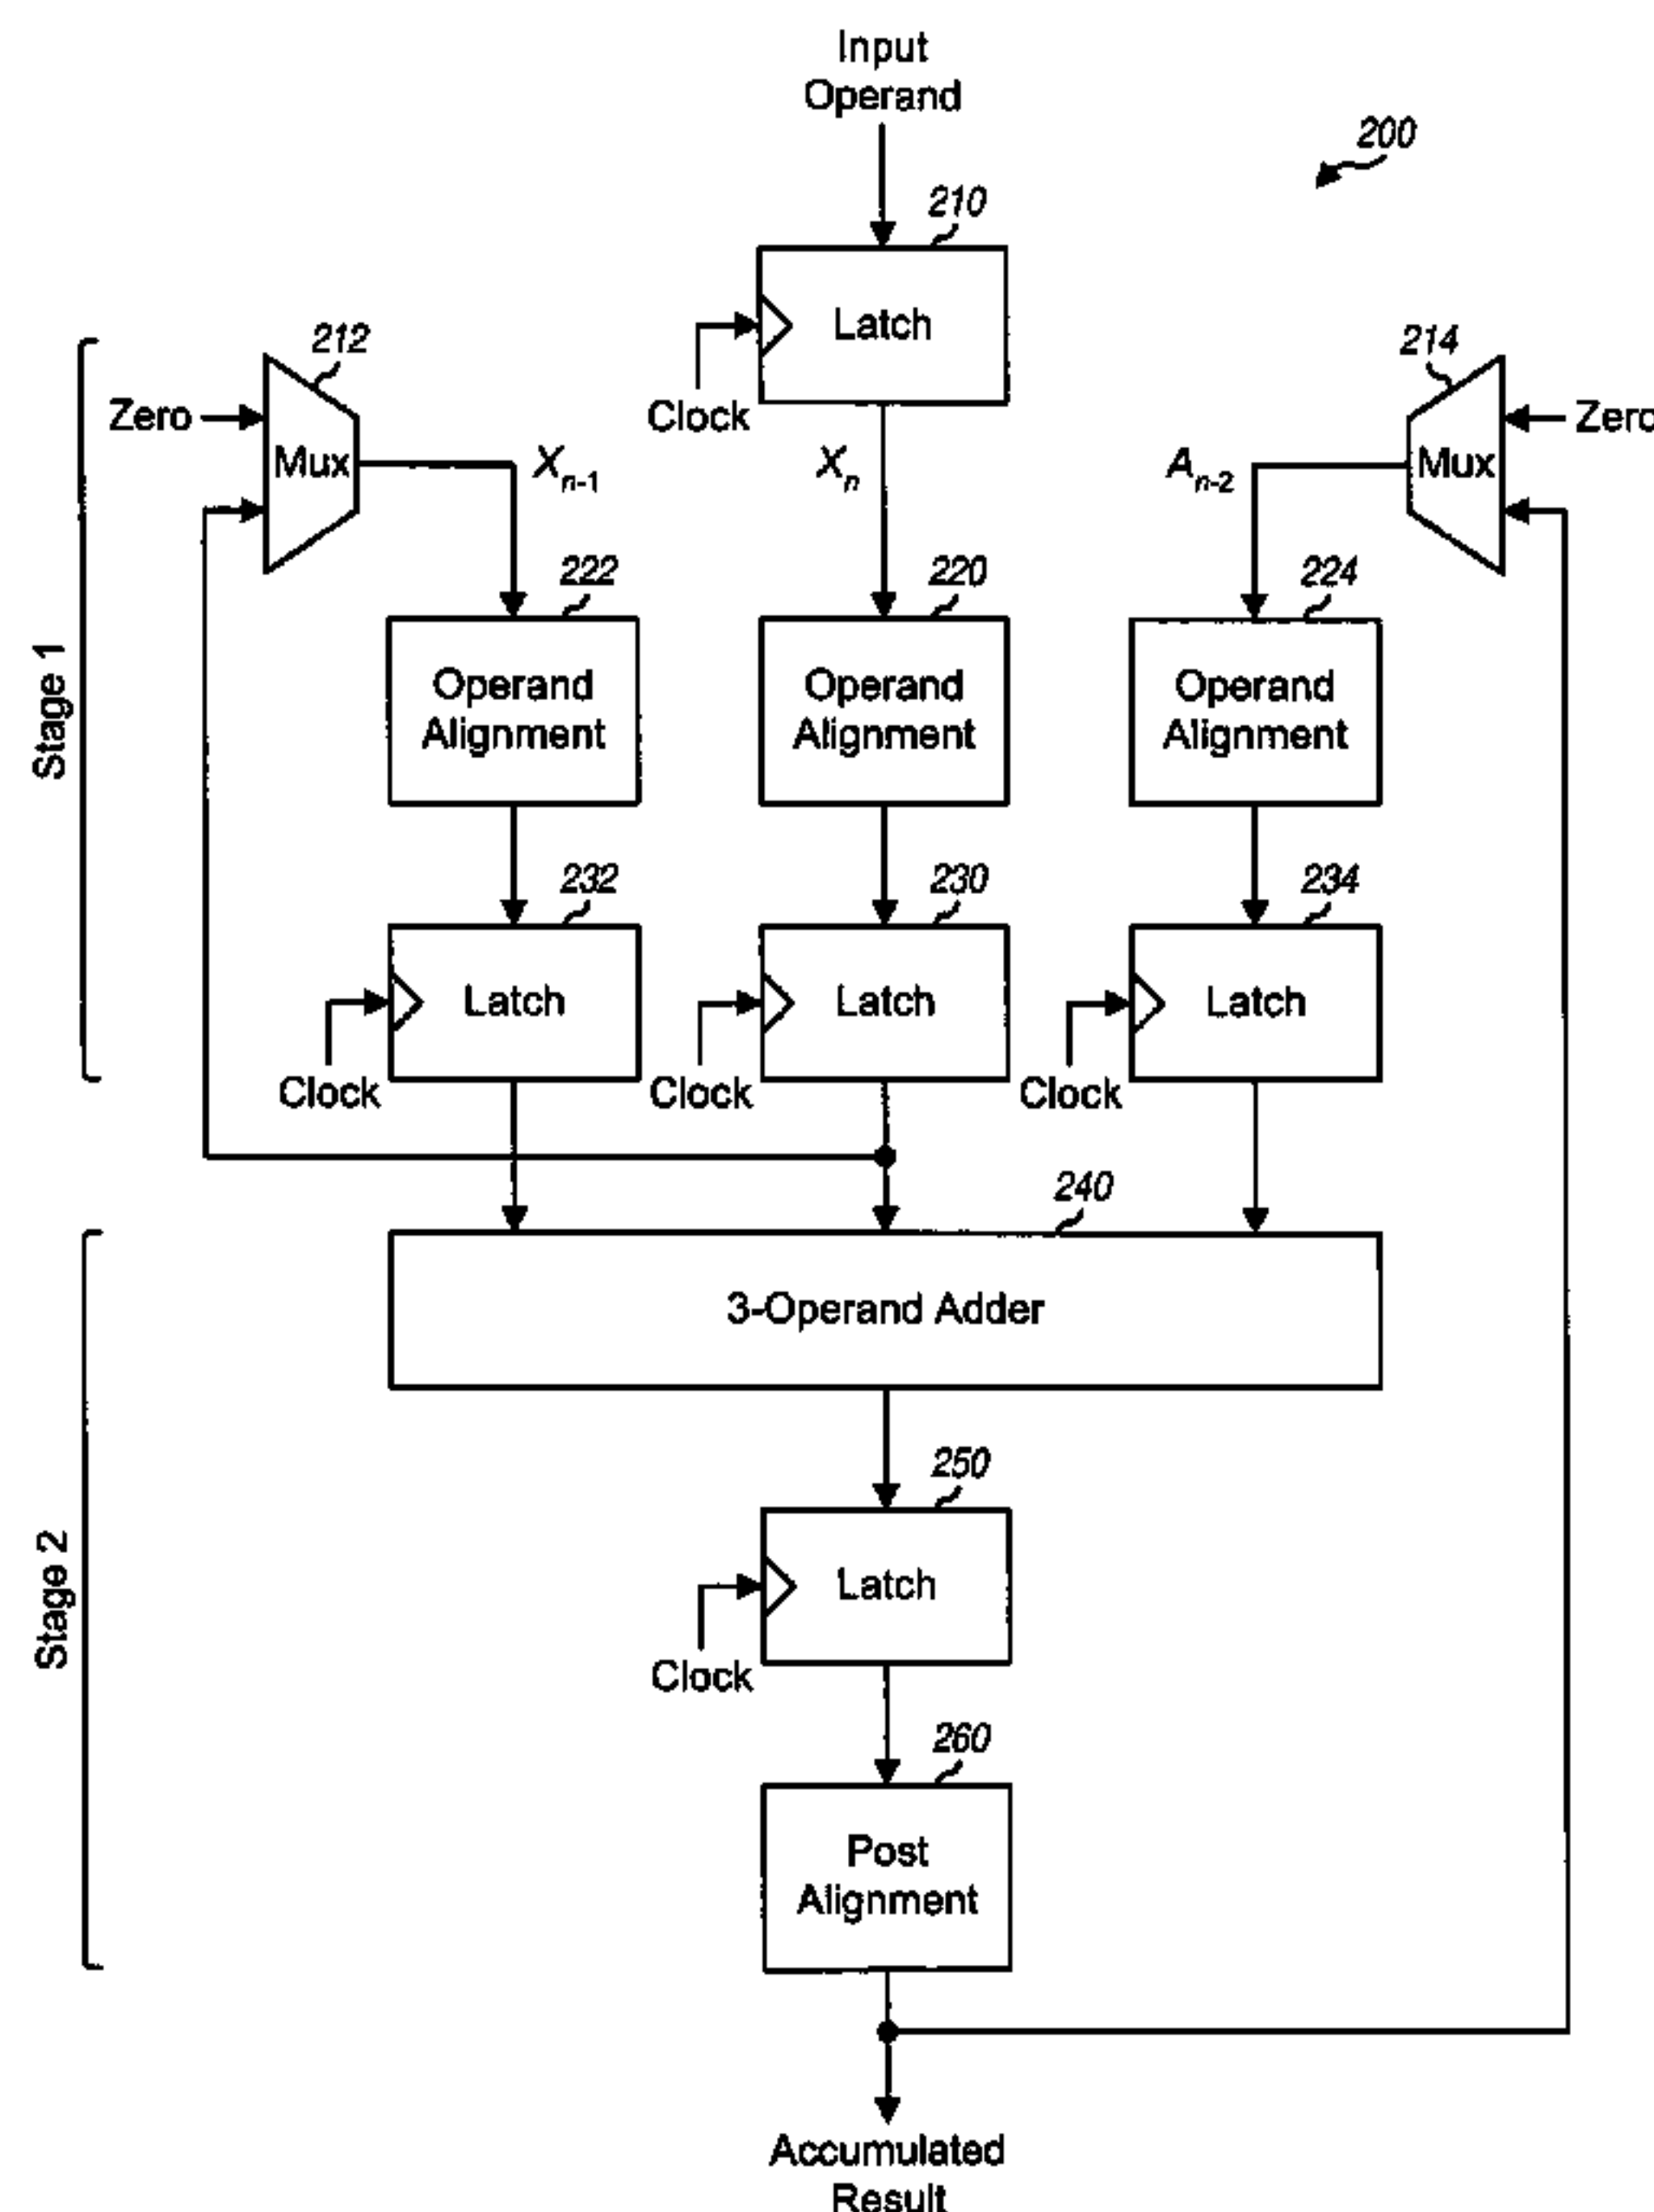 Input
Operand
200
210
Latch
Clock
212
Zero
Mux
X_{n-1}
X_n
A_{n-2}
214
Zero
Mux
222
220
224
Operand
Alignment
Operand
Alignment
Operand
Alignment
Stage 1
232
230
234
Latch
Latch
Latch
Clock
Clock
Clock
240
3-Operand Adder
250
Latch
Clock
Stage 2
260
Post
Alignment
Accumulated
Result